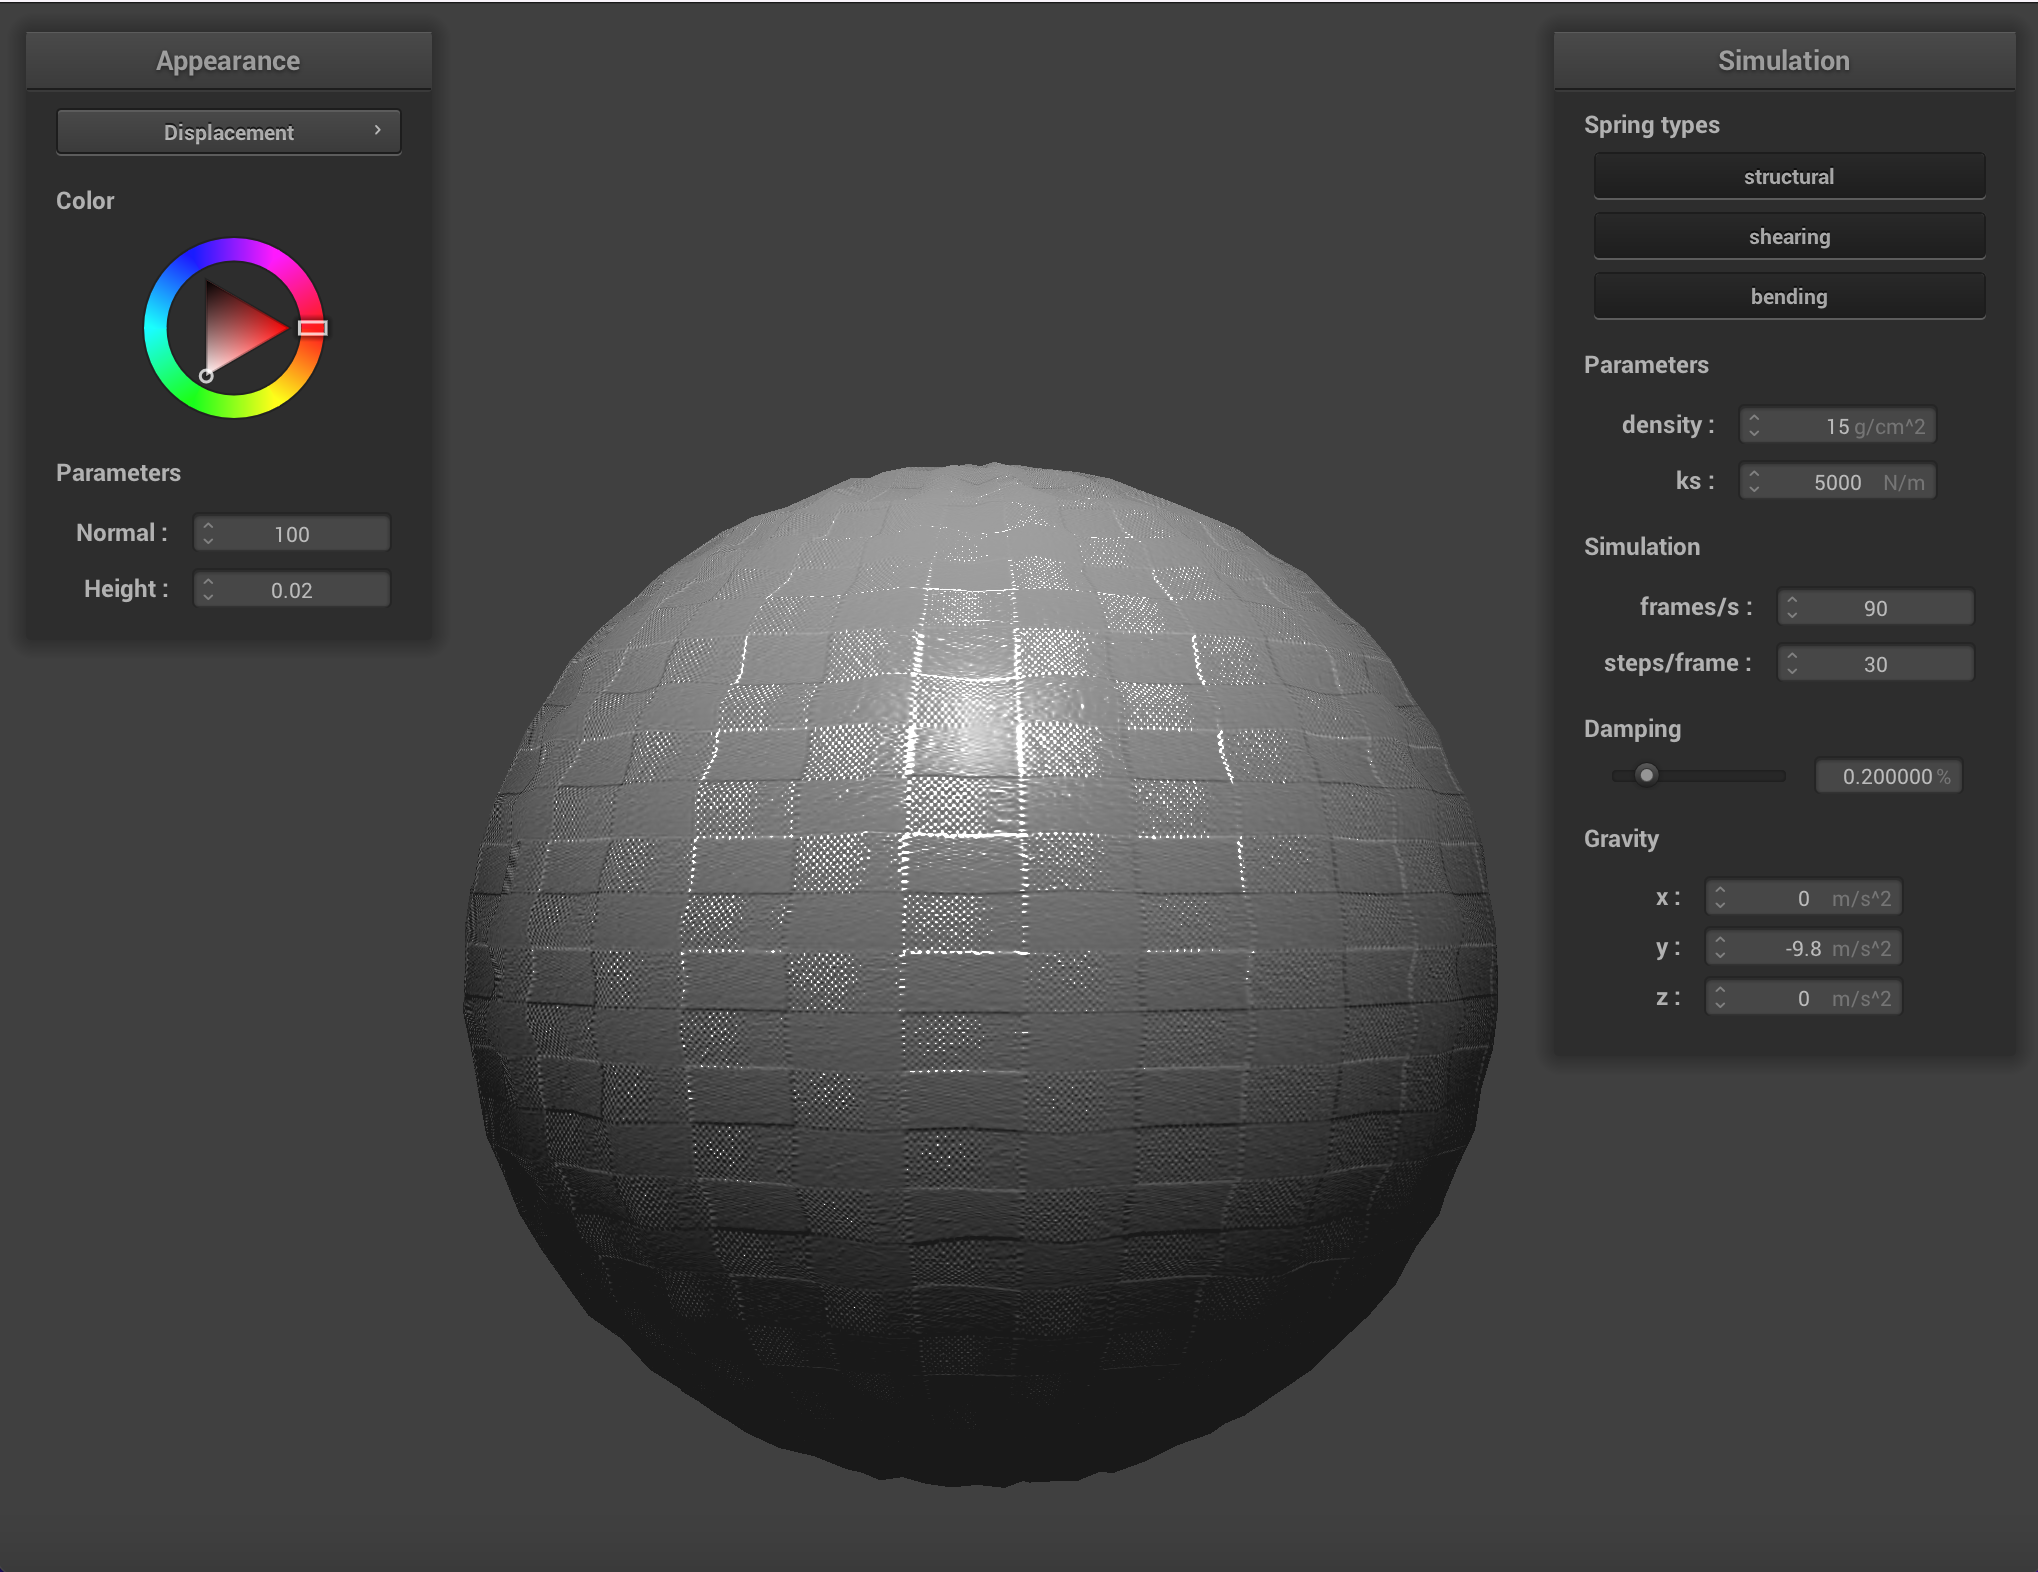 Appearance
Displacement
Color
Parameters
Normal : 100
Height : 0.02
Simulation
Spring types
structural
shearing
bending
Parameters
density : 15 g/cm^2
ks : 5000 N/m
Simulation
frames/s : 90
steps/frame : 30
Damping
0.200000 %
Gravity
x : 0 m/s^2
y : -9.8 m/s^2
z : 0 m/s^2